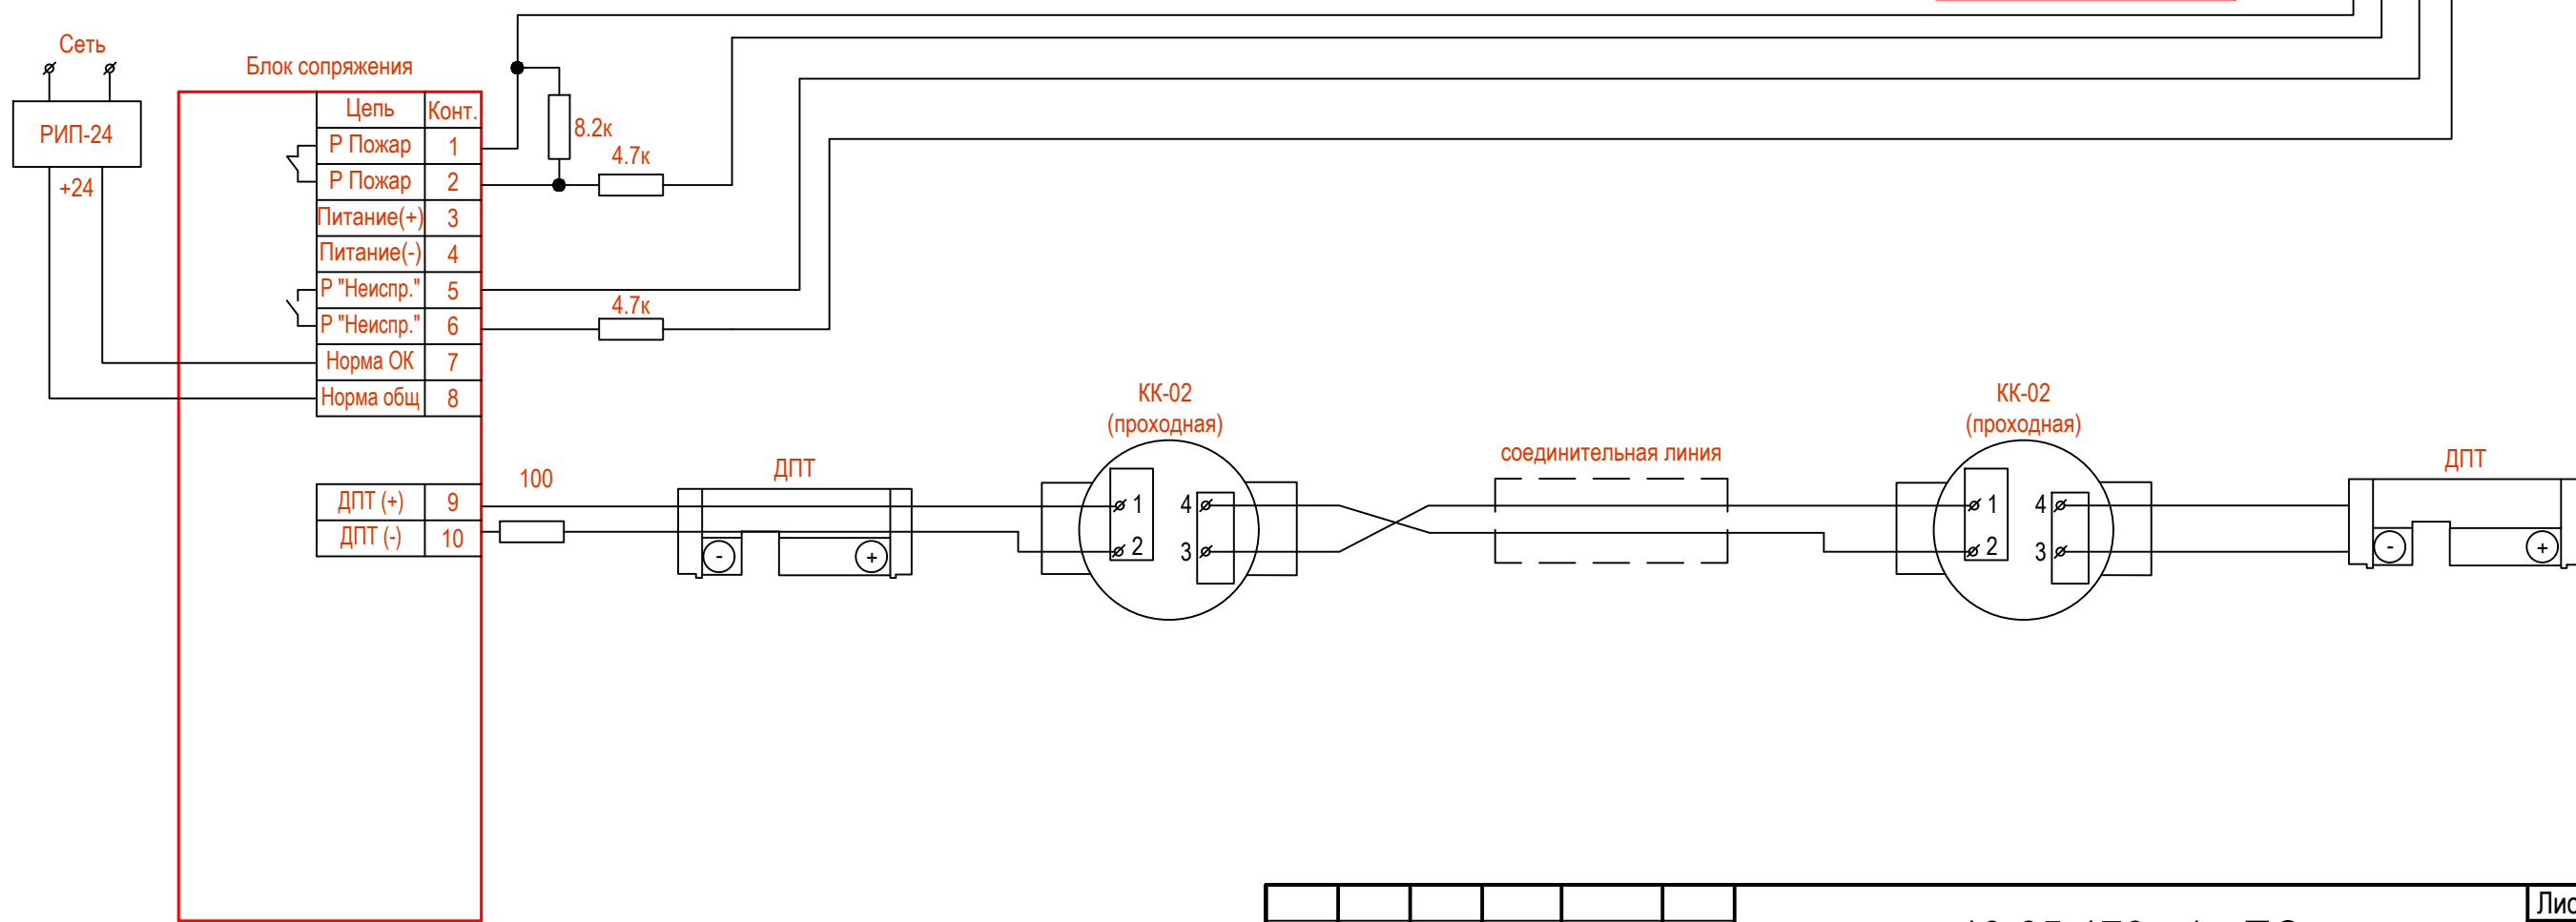 Сеть
РИП-24
+24
Блок сопряжения
Цепь Конт.
Р Пожар 1
Р Пожар 2
Питание(+) 3
Питание(-) 4
Р "Неиспр." 5
Р "Неиспр." 6
Норма ОК 7
Норма общ 8
ДПТ (+) 9
ДПТ (-) 10
8.2к
4.7к
4.7к
100
ДПТ
- +
КК-02
(проходная)
1 4
2 3
соединительная линия
КК-02
(проходная)
1 4
2 3
ДПТ
- +